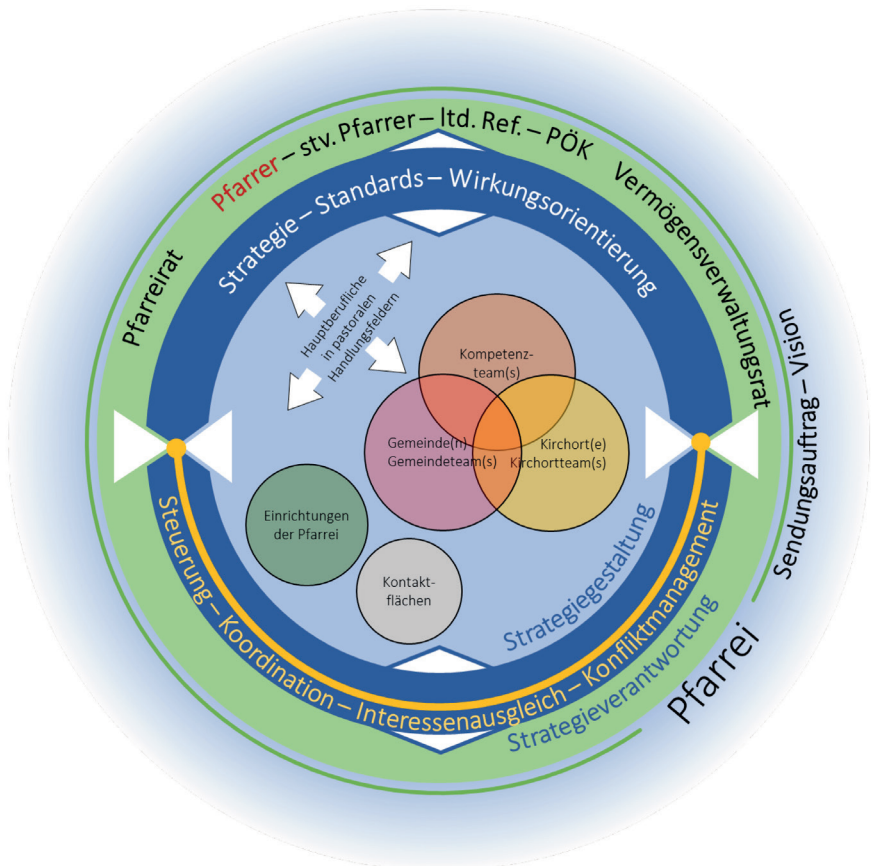 Pfarrer – stv. Pfarrer – ltd. Ref. – PÖK
Pfarreirat
Vermögensverwaltungsrat
Strategie – Standards – Wirkungsorientierung
Sendungsauftrag – Vision
Hauptberufliche
in pastoralen
Handlungsfeldern
Kompetenz-
team(s)
Gemeinde(n)
Gemeindeteam(s)
Kirchort(e)
Kirchortteam(s)
Einrichtungen
der Pfarrei
Kontakt-
flächen
Strategiegestaltung
Steuerung – Koordination – Interessenausgleich – Konfliktmanagement
Strategieverantwortung
Pfarrei